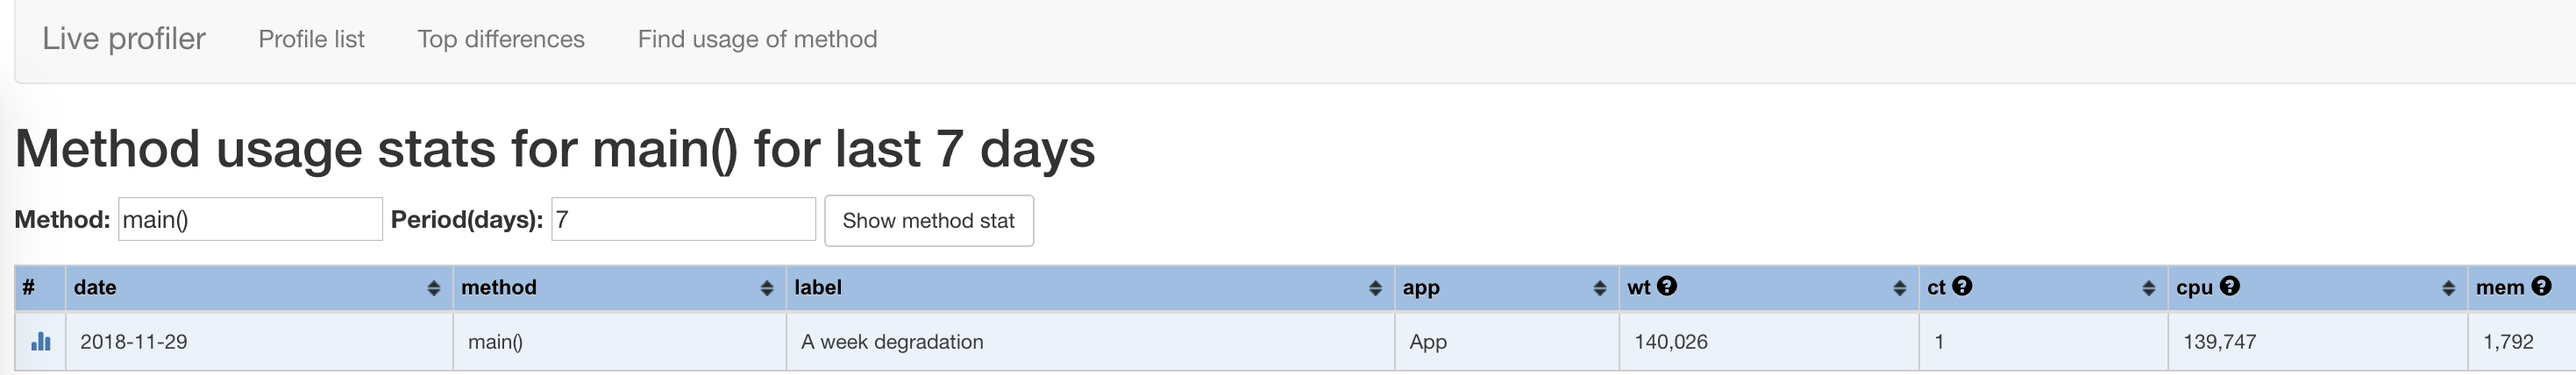 Live profiler Profile list Top differences Find usage of method
Method usage stats for main() for last 7 days
Method: main() Period(days): 7 Show method stat
# date method label app wt ct cpu mem
2018-11-29 main() A week degradation App 140,026 1 139,747 1,792